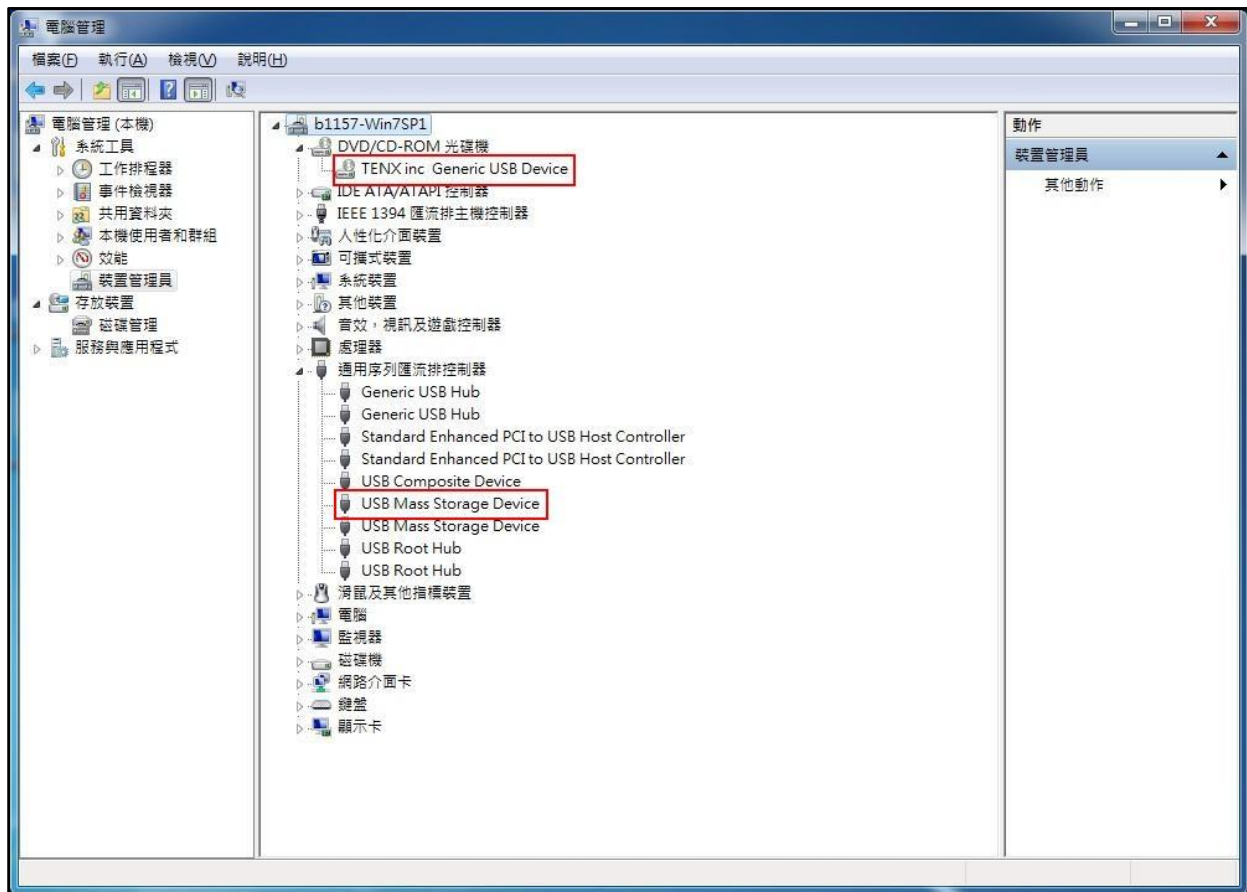 電腦管理
檔案(F) 執行(A) 檢視(V) 說明(H)
電腦管理 (本機)
系統工具
工作排程器
事件檢視器
共用資料夾
本機使用者和群組
效能
裝置管理員
存放裝置
磁碟管理
服務與應用程式
b1157-Win7SP1
DVD/CD-ROM 光碟機
TENX inc Generic USB Device
IDE ATA/ATAPI 控制器
IEEE 1394 匯流排主機控制器
人性化介面裝置
可攜式裝置
系統裝置
其他裝置
音效，視訊及遊戲控制器
處理器
通用序列匯流排控制器
Generic USB Hub
Generic USB Hub
Standard Enhanced PCI to USB Host Controller
Standard Enhanced PCI to USB Host Controller
USB Composite Device
USB Mass Storage Device
USB Mass Storage Device
USB Root Hub
USB Root Hub
滑鼠及其他指標裝置
電腦
監視器
磁碟機
網路介面卡
鍵盤
顯示卡
動作
裝置管理員
其他動作